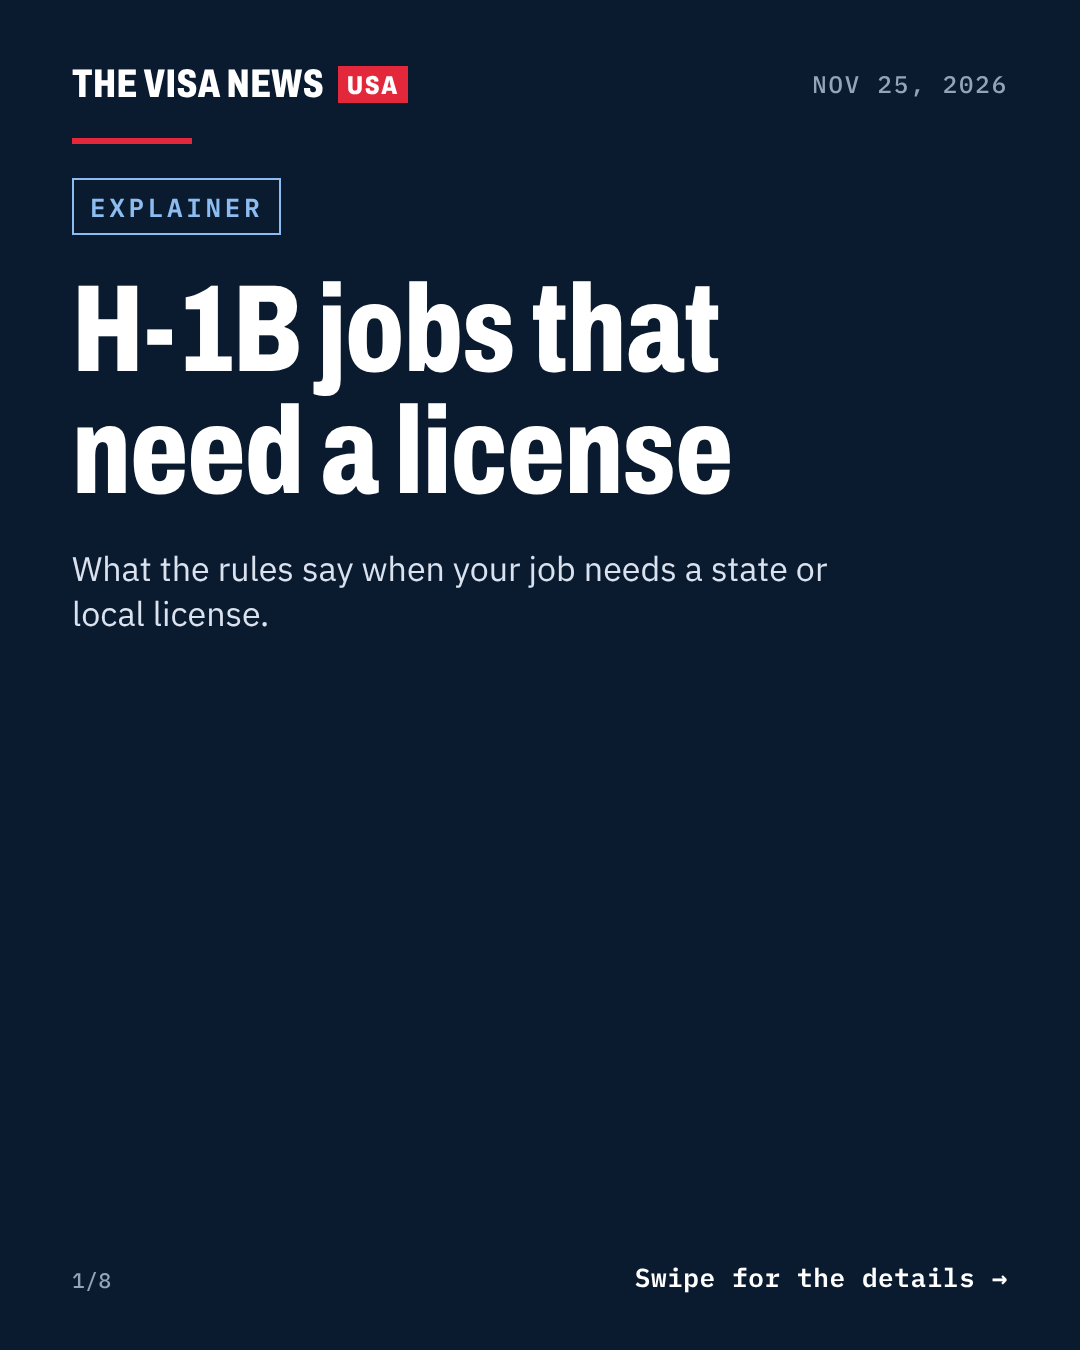 THE VISA NEWS USA
NOV 25, 2026
EXPLAINER
H-1B jobs that
need a license
What the rules say when your job needs a state or
local license.
1/8
Swipe for the details →